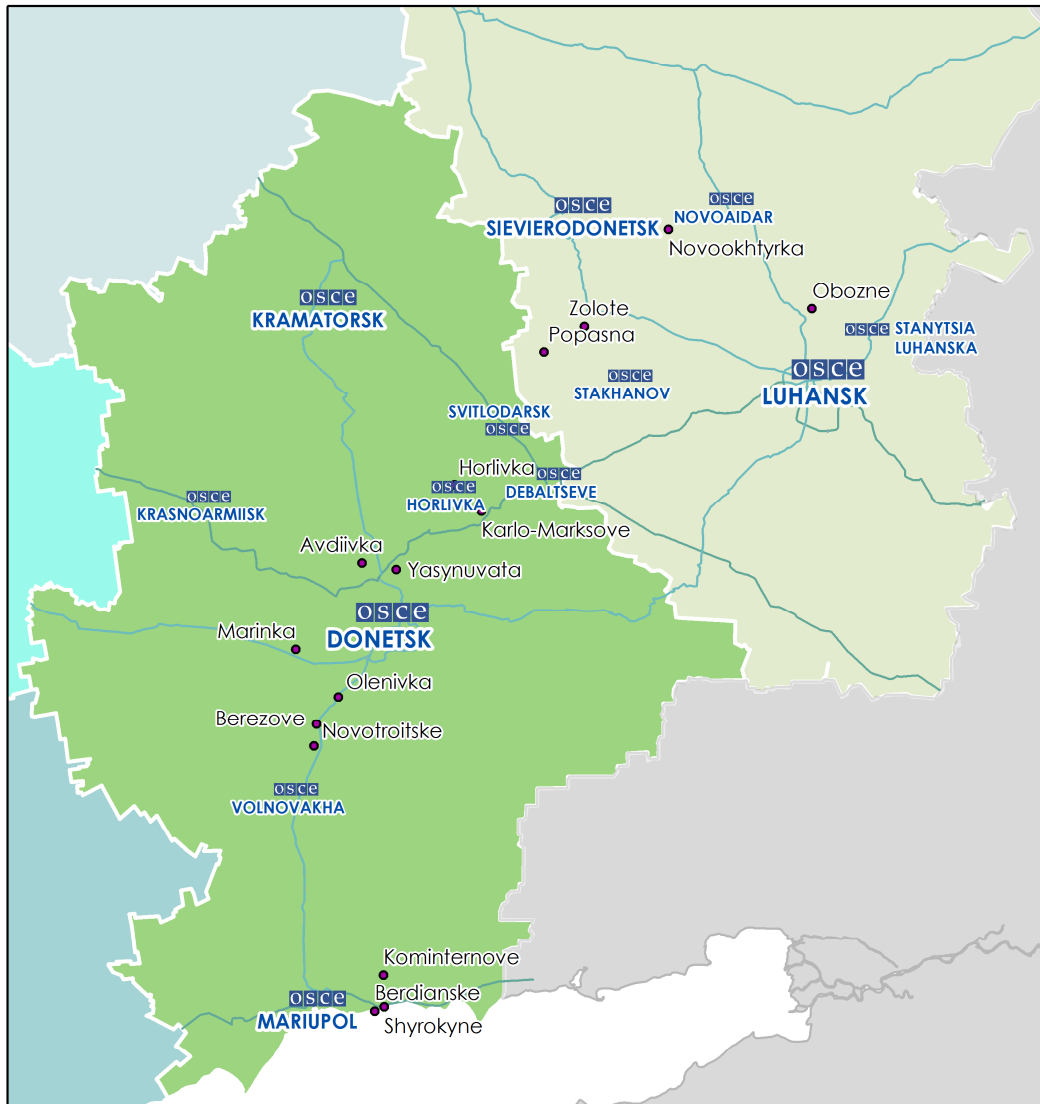 osce
NOVOAIDAR
osce
SIEVIERODONETSK
Novookhtyrka
osce
KRAMATORSK
Obozne
Zolote
Popasna
osce
STANYTSIA
LUHANSKA
osce
LUHANSK
osce
STAKHANOV
SVITLODARSK
osce
Horlivka
osce
HORLIVKA
osce
DEBALTSEVE
osce
KRASNOARMIISK
Karlo-Marksove
Avdiivka
Yasynuvata
osce
DONETSK
Marinka
Olenivka
Berezove
Novotroitske
osce
VOLNOVAKHA
Kominternove
Berdianske
osce
MARIUPOL
Shyrokyne